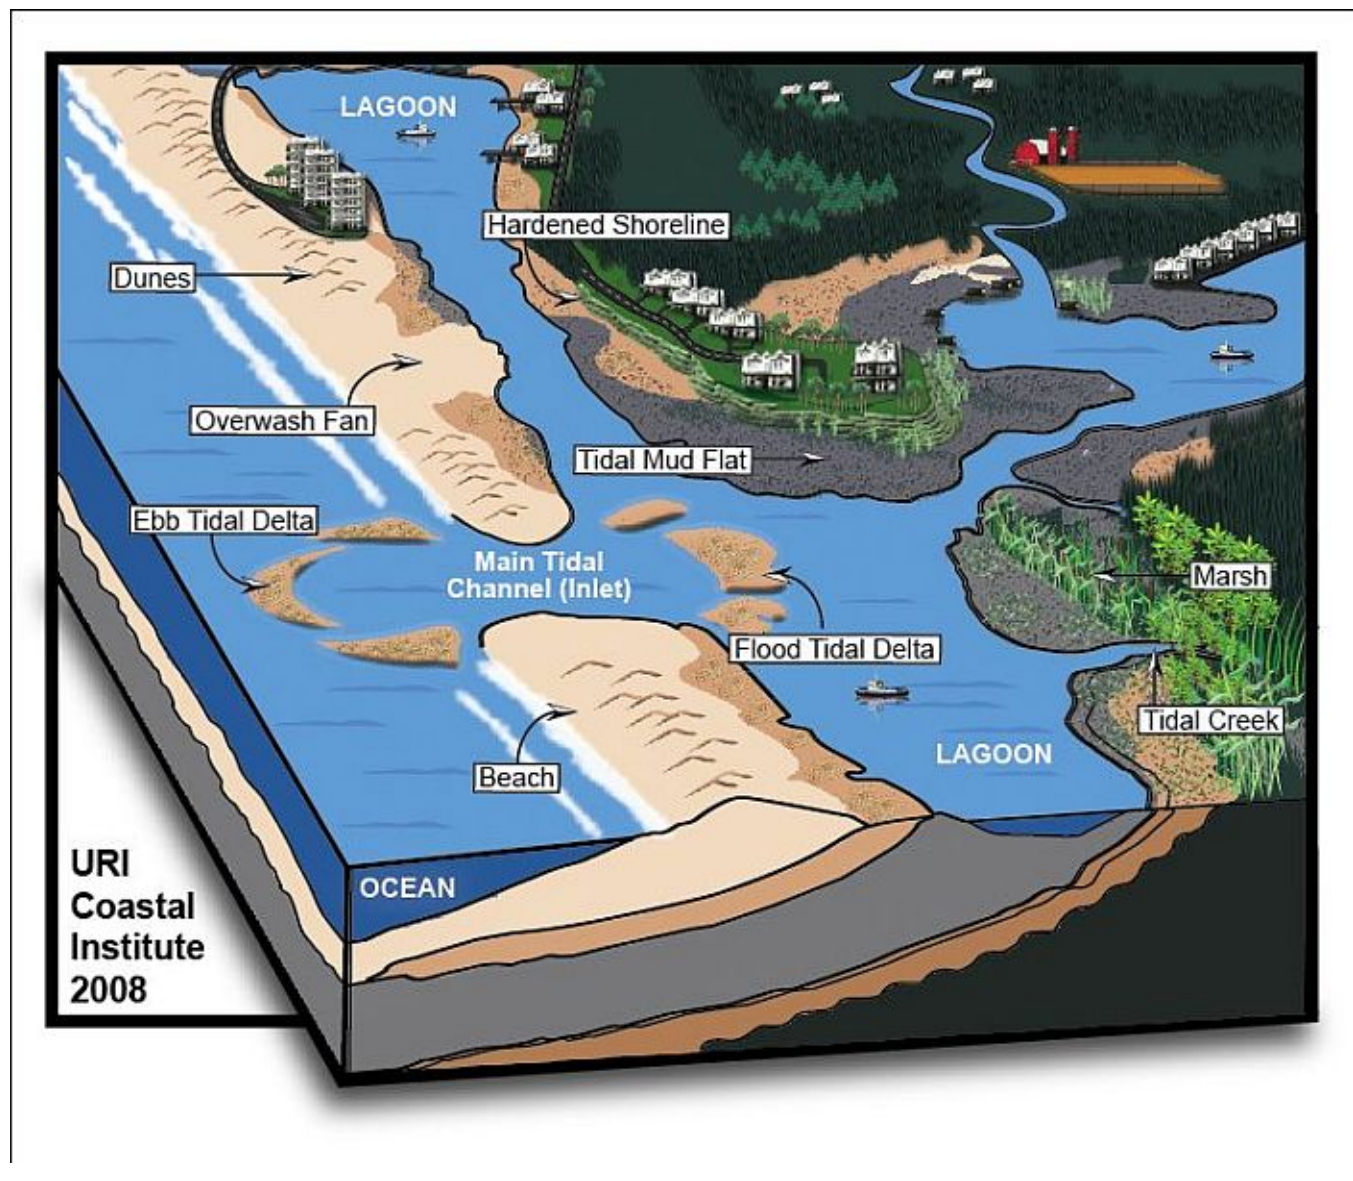 LAGOON
Hardened Shoreline
Dunes
Overwash Fan
Tidal Mud Flat
Ebb Tidal Delta
Main Tidal
Channel (Inlet)
Marsh
Flood Tidal Delta
Tidal Creek
LAGOON
Beach
OCEAN
URI
Coastal
Institute
2008